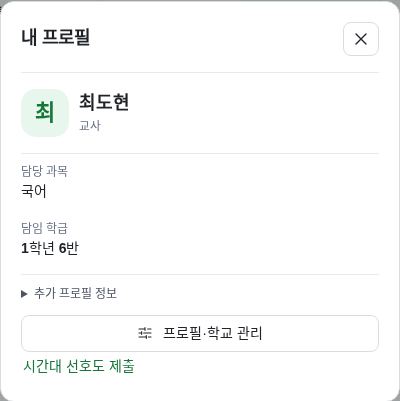 내 프로필
최
최도현
교사
담당 과목
국어
담임 학급
1학년 6반
추가 프로필 정보
프로필·학교 관리
시간대 선호도 제출